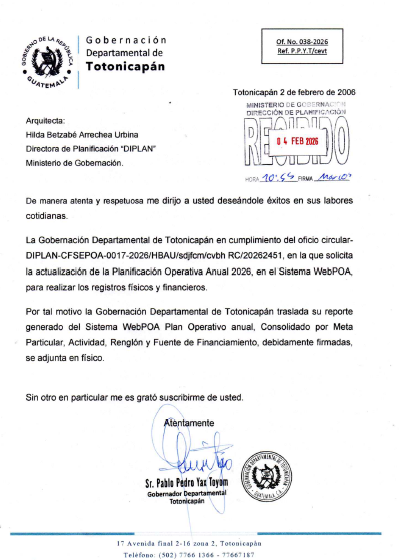 GOBIERNO DE LA REPÚBLICA
GUATEMALA
Gobernación
Departamental de
Totonicapán
Of. No. 038-2026
Ref. P.P.Y.T/cevt
Totonicapán 2 de febrero de 2006
MINISTERIO DE GOBERNACION
DIRECCIÓN DE PLANIFICACIÓN
RECIBIDO
04 FEB 2026
HORA 10:54 FIRMA
Arquitecta:
Hilda Betzabé Arrechea Urbina
Directora de Planificación "DIPLAN"
Ministerio de Gobernación.
De manera atenta y respetuosa me dirijo a usted deseándole éxitos en sus labores
cotidianas.
La Gobernación Departamental de Totonicapán en cumplimiento del oficio circular-
DIPLAN-CFSEPOA-0017-2026/HBAU/sdjfcm/cvbh RC/20262451, en la que solicita
la actualización de la Planificación Operativa Anual 2026, en el Sistema WebPOA,
para realizar los registros físicos y financieros.
Por tal motivo la Gobernación Departamental de Totonicapán traslada su reporte
generado del Sistema WebPOA Plan Operativo anual, Consolidado por Meta
Particular, Actividad, Renglón y Fuente de Financiamiento, debidamente firmadas,
se adjunta en físico.
Sin otro en particular me es grató suscribirme de usted.
Atentamente
Sr. Pablo Pedro Yax Toyom
Gobernador Departamental
Totonicapán
17 Avenida final 2-16 zona 2, Totonicapán
Teléfono: (502) 7766 1366 - 77667187